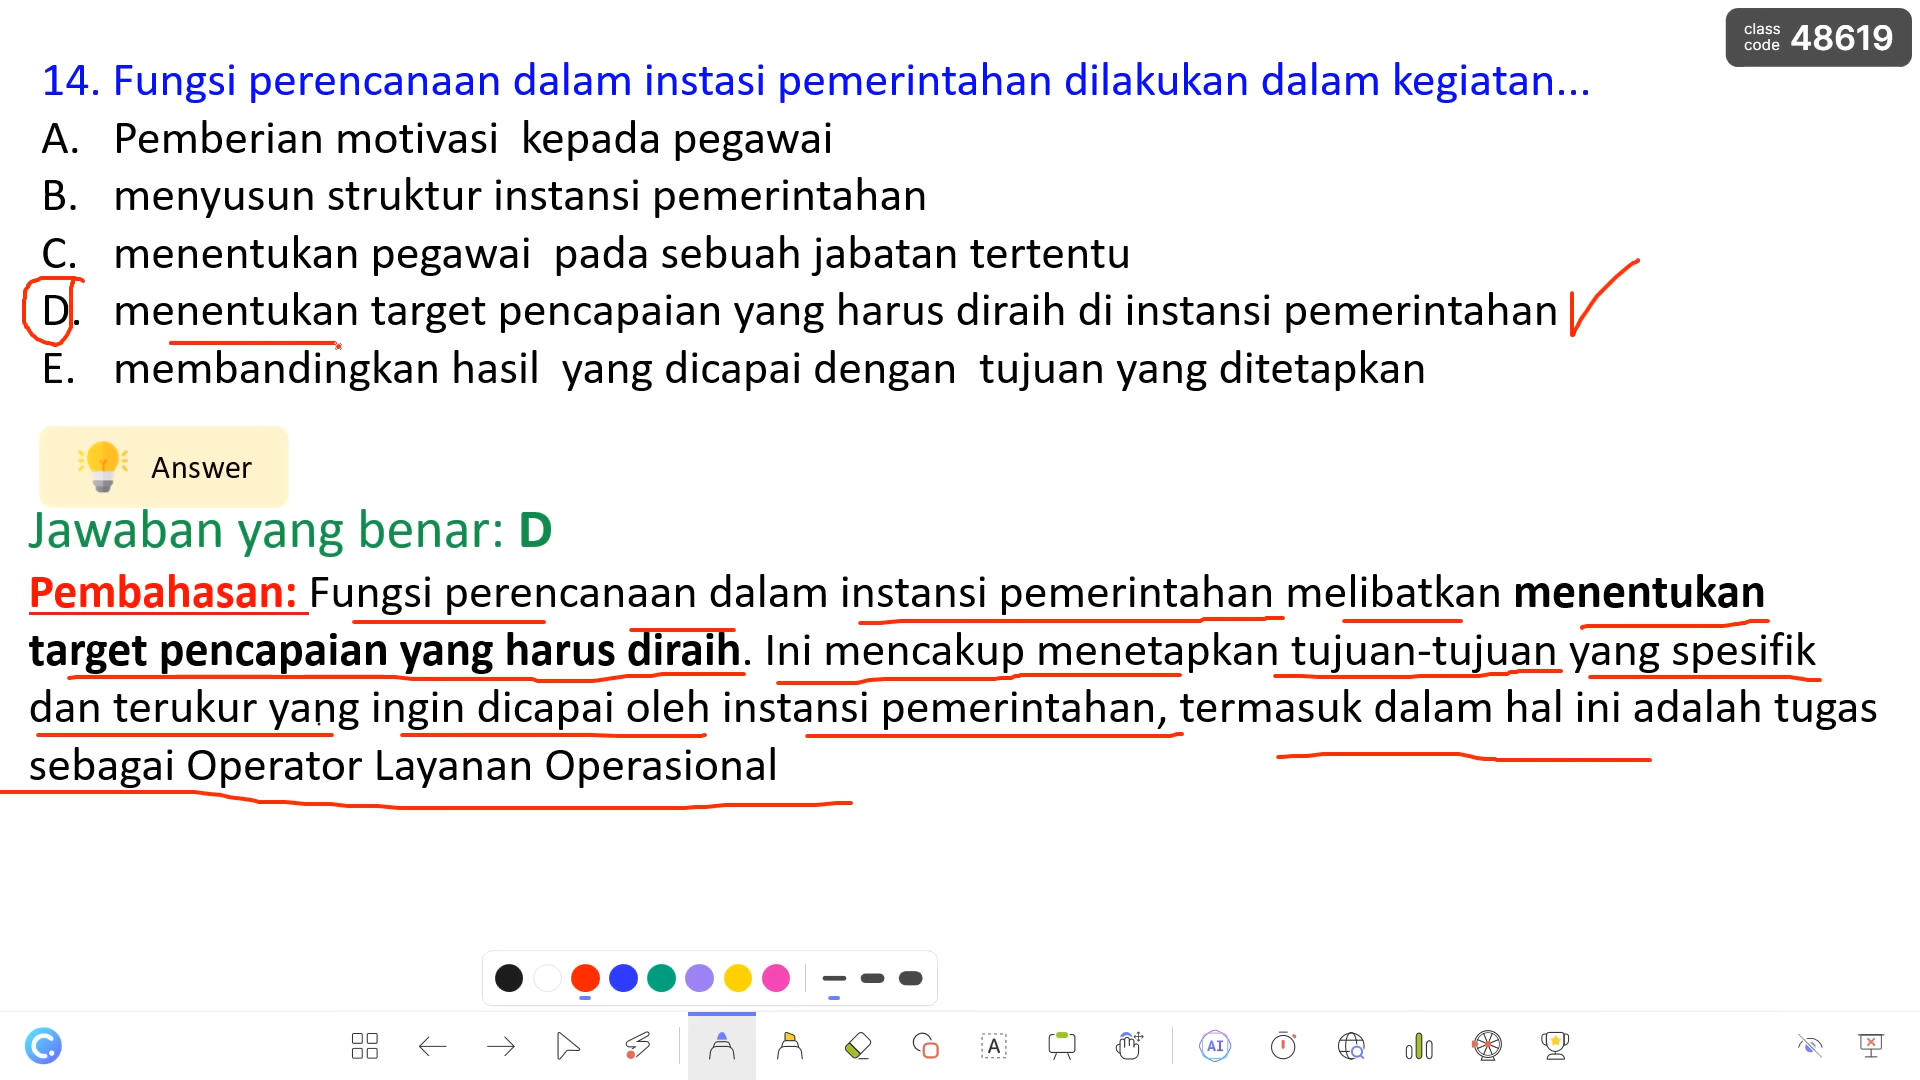 class code 48619
14. Fungsi perencanaan dalam instasi pemerintahan dilakukan dalam kegiatan...
A. Pemberian motivasi kepada pegawai
B. menyusun struktur instansi pemerintahan
C. menentukan pegawai pada sebuah jabatan tertentu
D. menentukan target pencapaian yang harus diraih di instansi pemerintahan
E. membandingkan hasil yang dicapai dengan tujuan yang ditetapkan
Answer
Jawaban yang benar: D
Pembahasan: Fungsi perencanaan dalam instansi pemerintahan melibatkan menentukan
target pencapaian yang harus diraih. Ini mencakup menetapkan tujuan-tujuan yang spesifik
dan terukur yang ingin dicapai oleh instansi pemerintahan, termasuk dalam hal ini adalah tugas
sebagai Operator Layanan Operasional
A AI